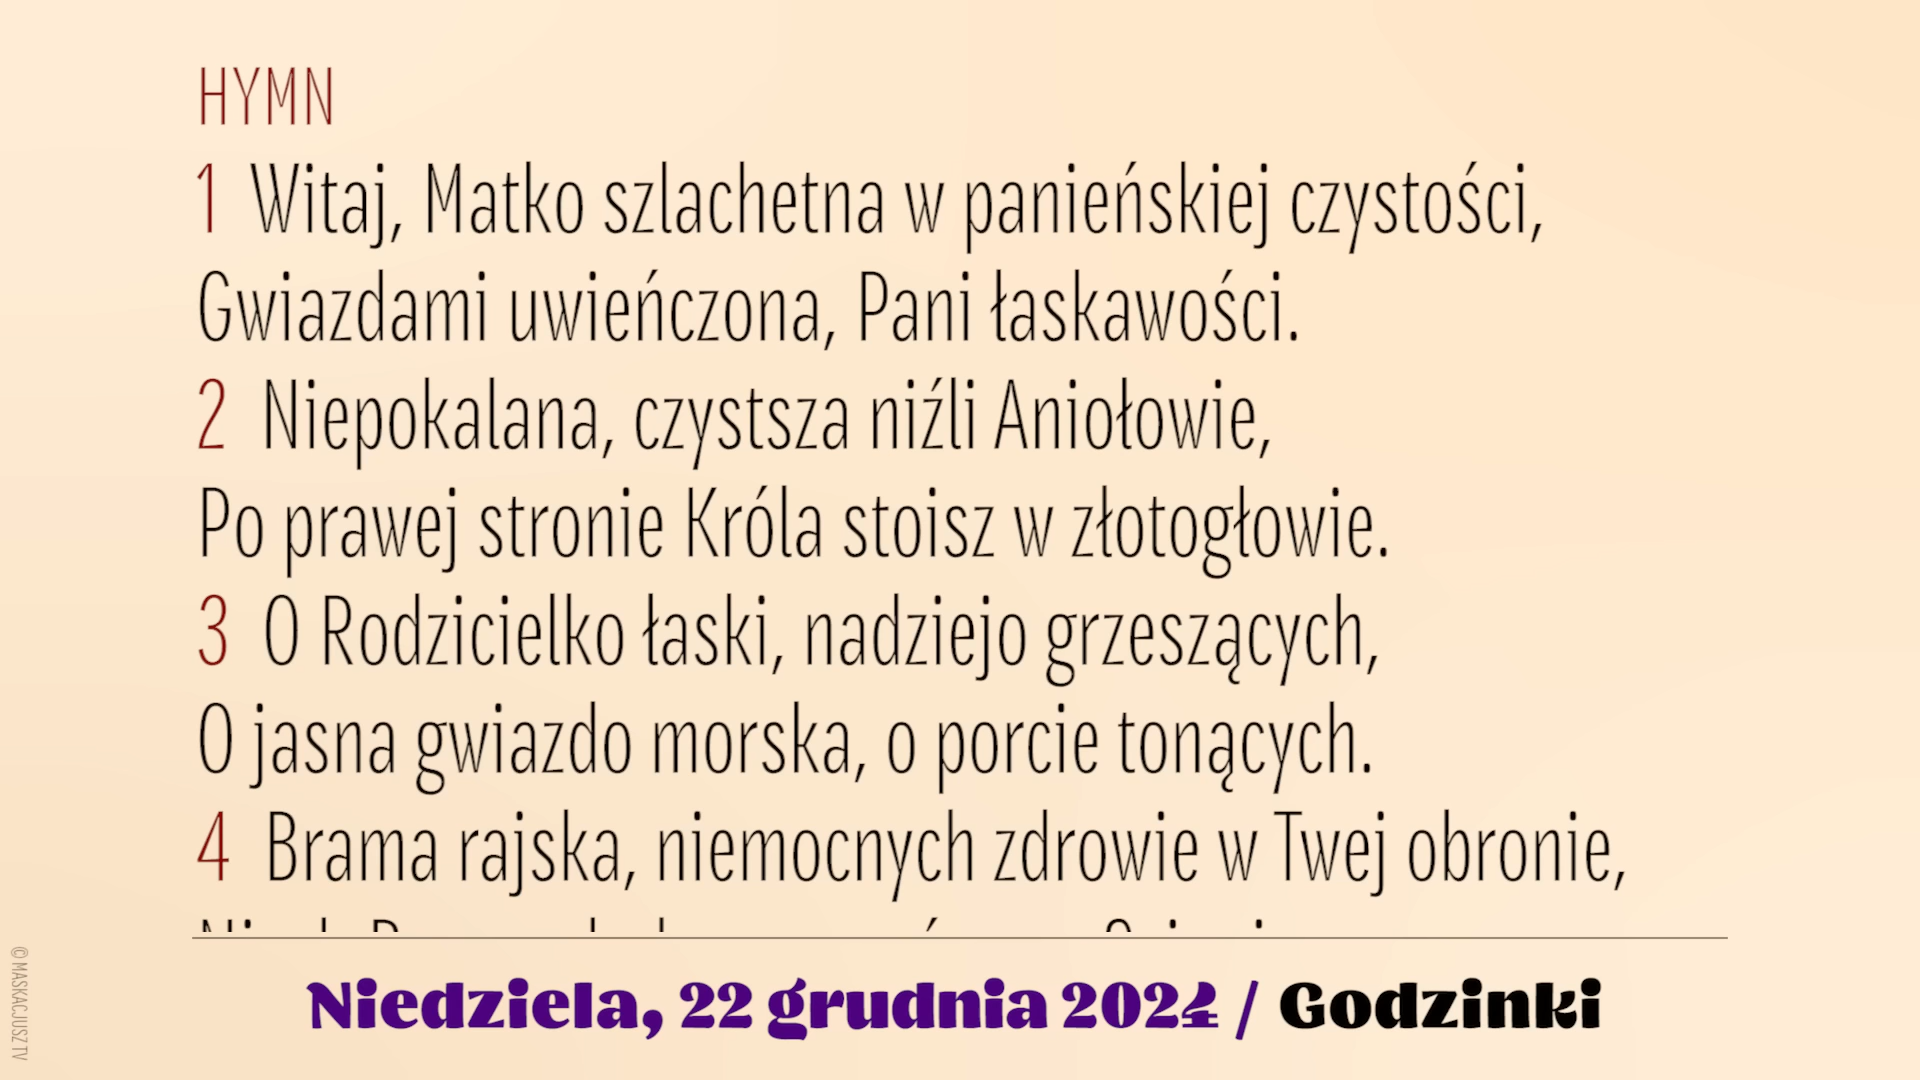 HYMN
1 Witaj, Matko szlachetna w panieńskiej czystości,
Gwiazdami uwieńczona, Pani łaskawości.
2 Niepokalana, czystsza niźli Aniołowie,
Po prawej stronie Króla stoisz w złotogłowie.
3 O Rodzicielko łaski, nadziejo grzeszących,
O jasna gwiazdo morska, o porcie tonących.
4 Brama rajska, niemocnych zdrowie w Twej obronie,
Niedziela, 22 grudnia 2024 / Godzinki
© MASKACJUSZ TV